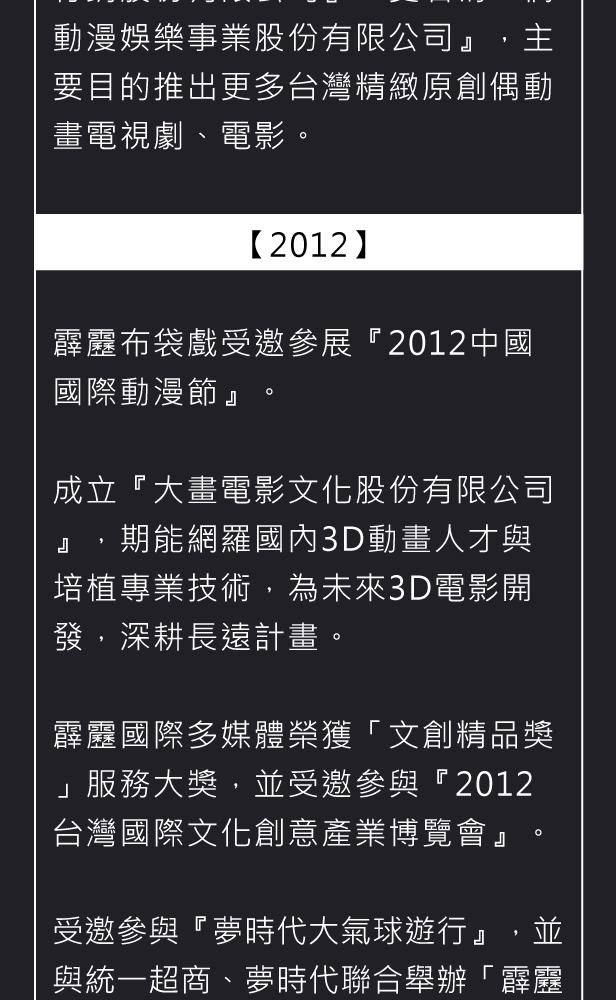 動漫娛樂事業股份有限公司』，主
要目的推出更多台灣精緻原創偶動
畫電視劇、電影。
【2012】
霹靂布袋戲受邀參展『2012中國
國際動漫節』。
成立『大畫電影文化股份有限公司
』，期能網羅國內3D動畫人才與
培植專業技術，為未來3D電影開
發，深耕長遠計畫。
霹靂國際多媒體榮獲「文創精品獎
」服務大獎，並受邀參與『2012
台灣國際文化創意產業博覽會』。
受邀參與『夢時代大氣球遊行』，並
與統一超商、夢時代聯合舉辦「霹靂